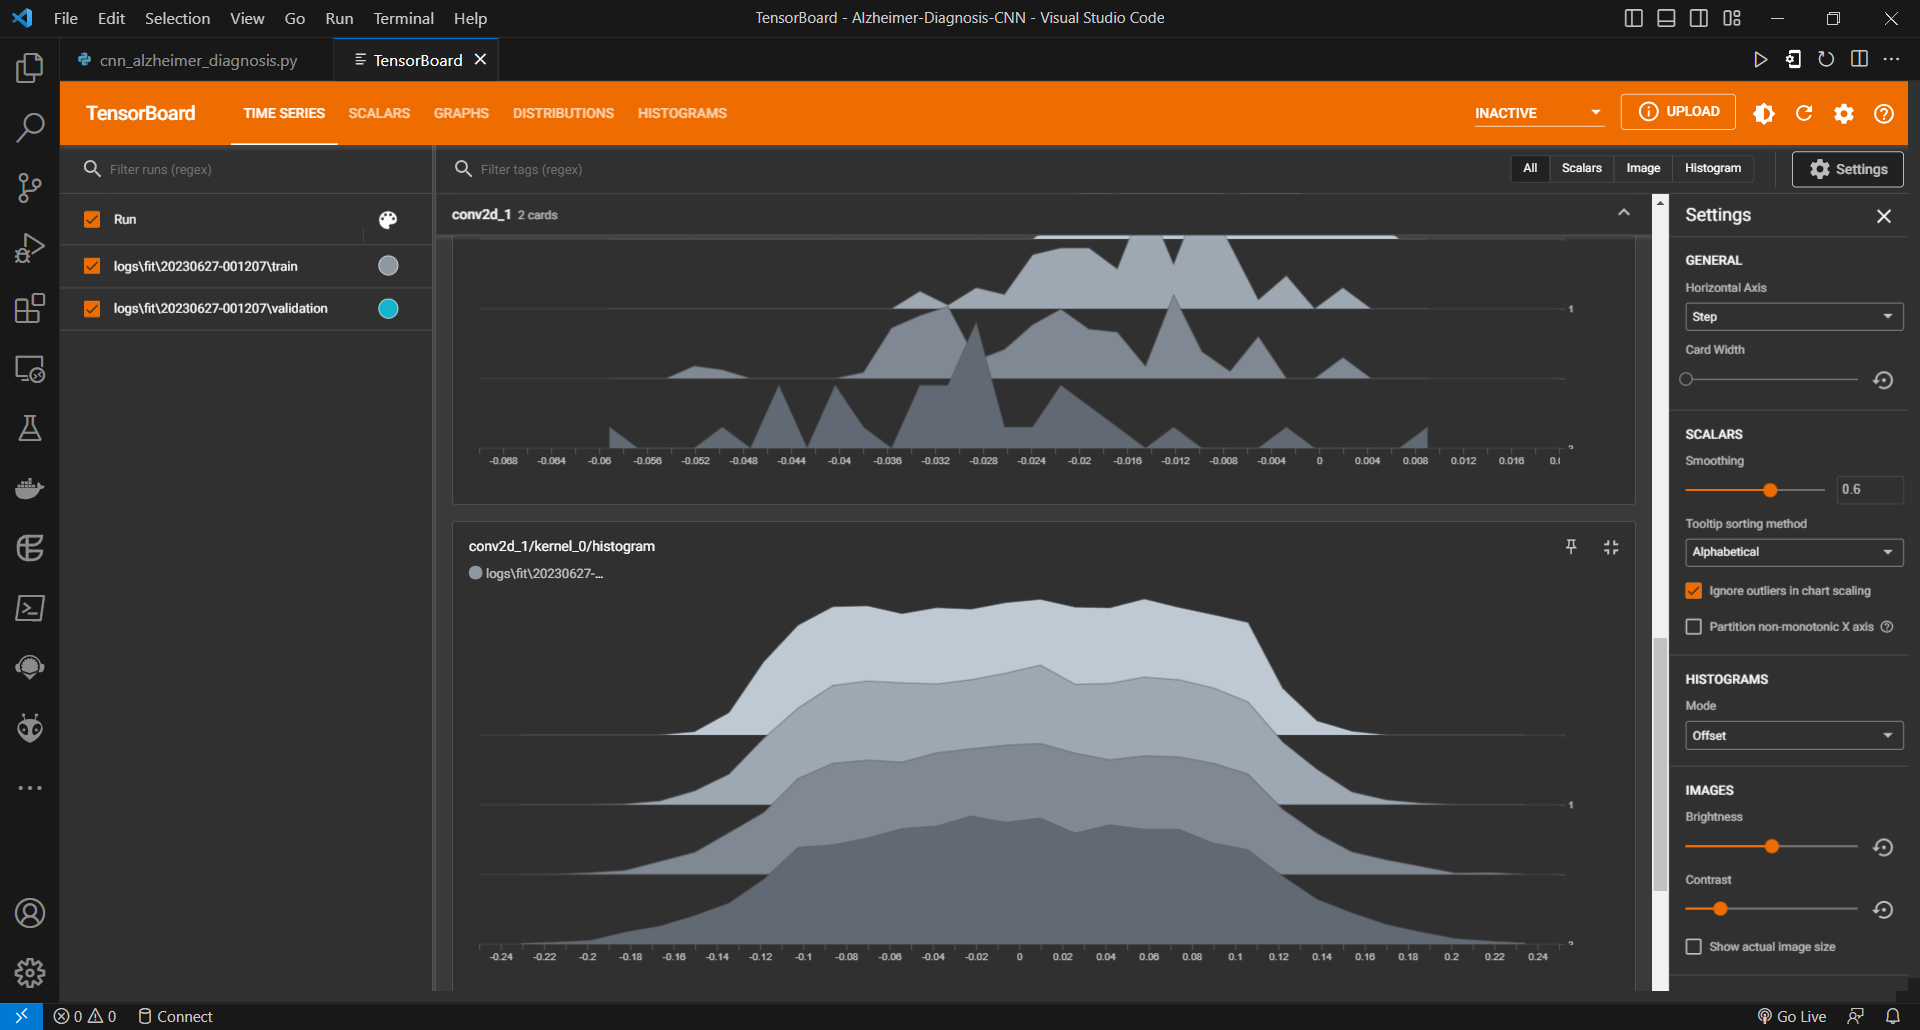 File Edit Selection View Go Run Terminal Help
TensorBoard - Alzheimer-Diagnosis-CNN - Visual Studio Code
cnn_alzheimer_diagnosis.py
TensorBoard
TensorBoard
TIME SERIES SCALARS GRAPHS DISTRIBUTIONS HISTOGRAMS
INACTIVE
UPLOAD
Filter runs (regex)
Filter tags (regex)
All Scalars Image Histogram
Settings
Run
logs\fit\20230627-001207\train
logs\fit\20230627-001207\validation
conv2d_1 2 cards
1
-0.068 -0.064 -0.06 -0.056 -0.052 -0.048 -0.044 -0.04 -0.036 -0.032 -0.028 -0.024 -0.02 -0.016 -0.012 -0.008 -0.004 0 0.004 0.008 0.012 0.016
conv2d_1/kernel_0/histogram
logs\fit\20230627-...
1
-0.24 -0.22 -0.2 -0.18 -0.16 -0.14 -0.12 -0.1 -0.08 -0.06 -0.04 -0.02 0 0.02 0.04 0.06 0.08 0.1 0.12 0.14 0.16 0.18 0.2 0.22 0.24
Settings
GENERAL
Horizontal Axis
Step
Card Width
SCALARS
Smoothing
0.6
Tooltip sorting method
Alphabetical
Ignore outliers in chart scaling
Partition non-monotonic X axis
HISTOGRAMS
Mode
Offset
IMAGES
Brightness
Contrast
Show actual image size
0 0 Connect
Go Live